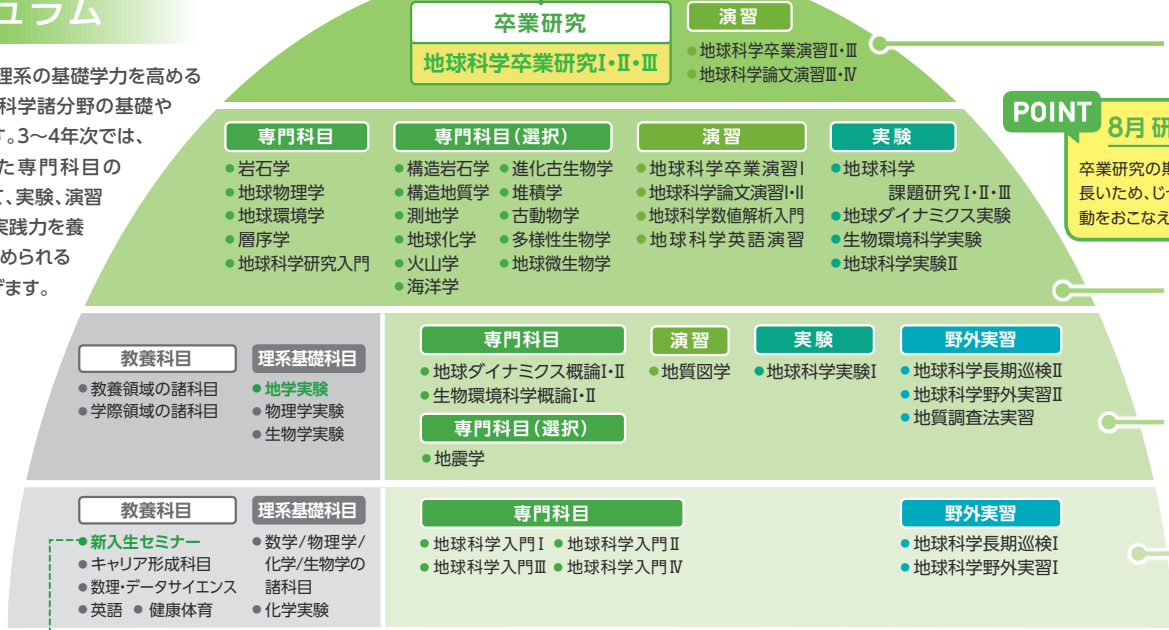 ュラム
理系の基礎学力を高める
科学諸分野の基礎や
す。3〜4年次では、
た専門科目の
て、実験、演習
実践力を養
められる
げます。
卒業研究
地球科学卒業研究Ⅰ・Ⅱ・Ⅲ
演習
● 地球科学卒業演習Ⅱ・Ⅲ
● 地球科学論文演習Ⅲ・Ⅳ
POINT
8月 研
卒業研究の期
長いため、じ
動をおこなえ
専門科目
● 岩石学
● 地球物理学
● 地球環境学
● 層序学
● 地球科学研究入門
専門科目(選択)
● 構造岩石学 ● 進化古生物学
● 構造地質学 ● 堆積学
● 測地学 ● 古動物学
● 地球化学 ● 多様性生物学
● 火山学 ● 地球微生物学
● 海洋学
演習
● 地球科学卒業演習Ⅰ
● 地球科学論文演習Ⅰ・Ⅱ
● 地球科学数値解析入門
● 地球科学英語演習
実験
● 地球科学
課題研究Ⅰ・Ⅱ・Ⅲ
● 地球ダイナミクス実験
● 生物環境科学実験
● 地球科学実験Ⅱ
教養科目
● 教養領域の諸科目
● 学際領域の諸科目
理系基礎科目
● 地学実験
● 物理学実験
● 生物学実験
専門科目
● 地球ダイナミクス概論Ⅰ・Ⅱ
● 生物環境科学概論Ⅰ・Ⅱ
専門科目(選択)
● 地震学
演習
● 地質図学
実験
● 地球科学実験Ⅰ
野外実習
● 地球科学長期巡検Ⅱ
● 地球科学野外実習Ⅱ
● 地質調査法実習
教養科目
● 新入生セミナー
● キャリア形成科目
● 数理・データサイエンス
● 英語 ● 健康体育
理系基礎科目
● 数学/物理学/
化学/生物学の
諸科目
● 化学実験
専門科目
● 地球科学入門Ⅰ ● 地球科学入門Ⅱ
● 地球科学入門Ⅲ ● 地球科学入門Ⅳ
野外実習
● 地球科学長期巡検Ⅰ
● 地球科学野外実習Ⅰ